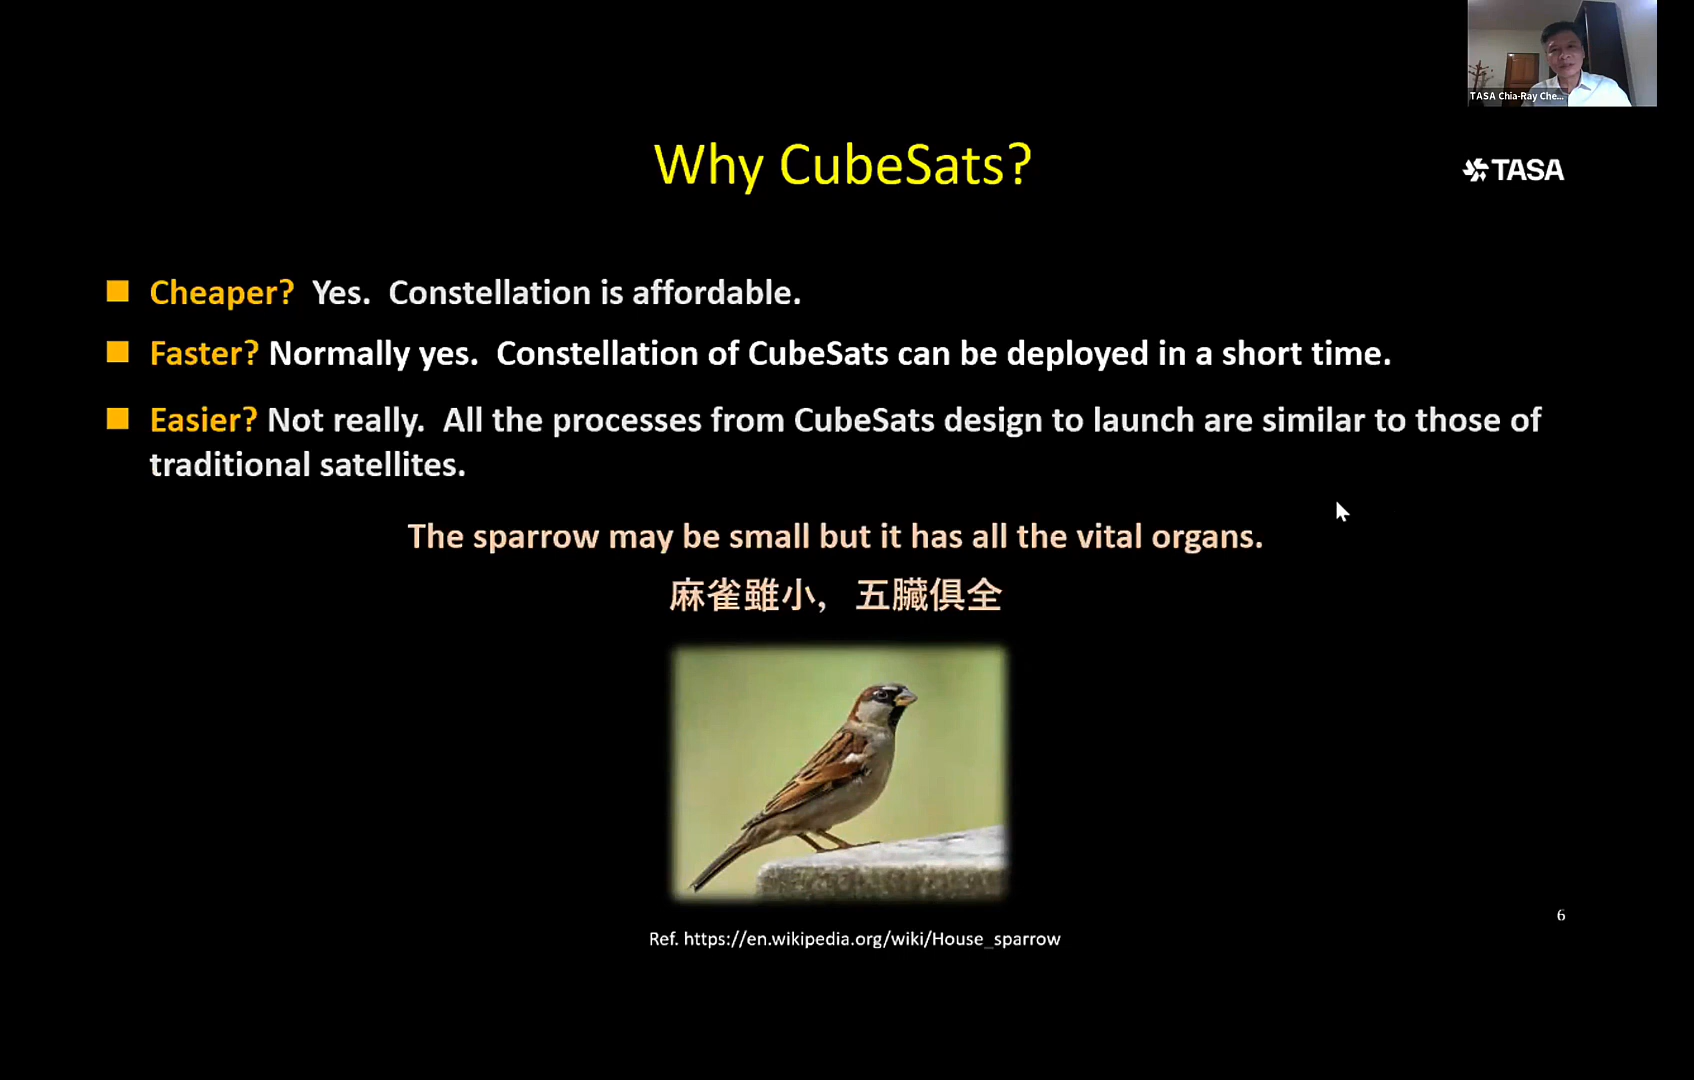 TASA Chia-Ray Che...
Why CubeSats?
TASA
Cheaper? Yes. Constellation is affordable.
Faster? Normally yes. Constellation of CubeSats can be deployed in a short time.
Easier? Not really. All the processes from CubeSats design to launch are similar to those of
traditional satellites.
The sparrow may be small but it has all the vital organs.
麻雀雖小, 五臟俱全
6
Ref. https://en.wikipedia.org/wiki/House_sparrow